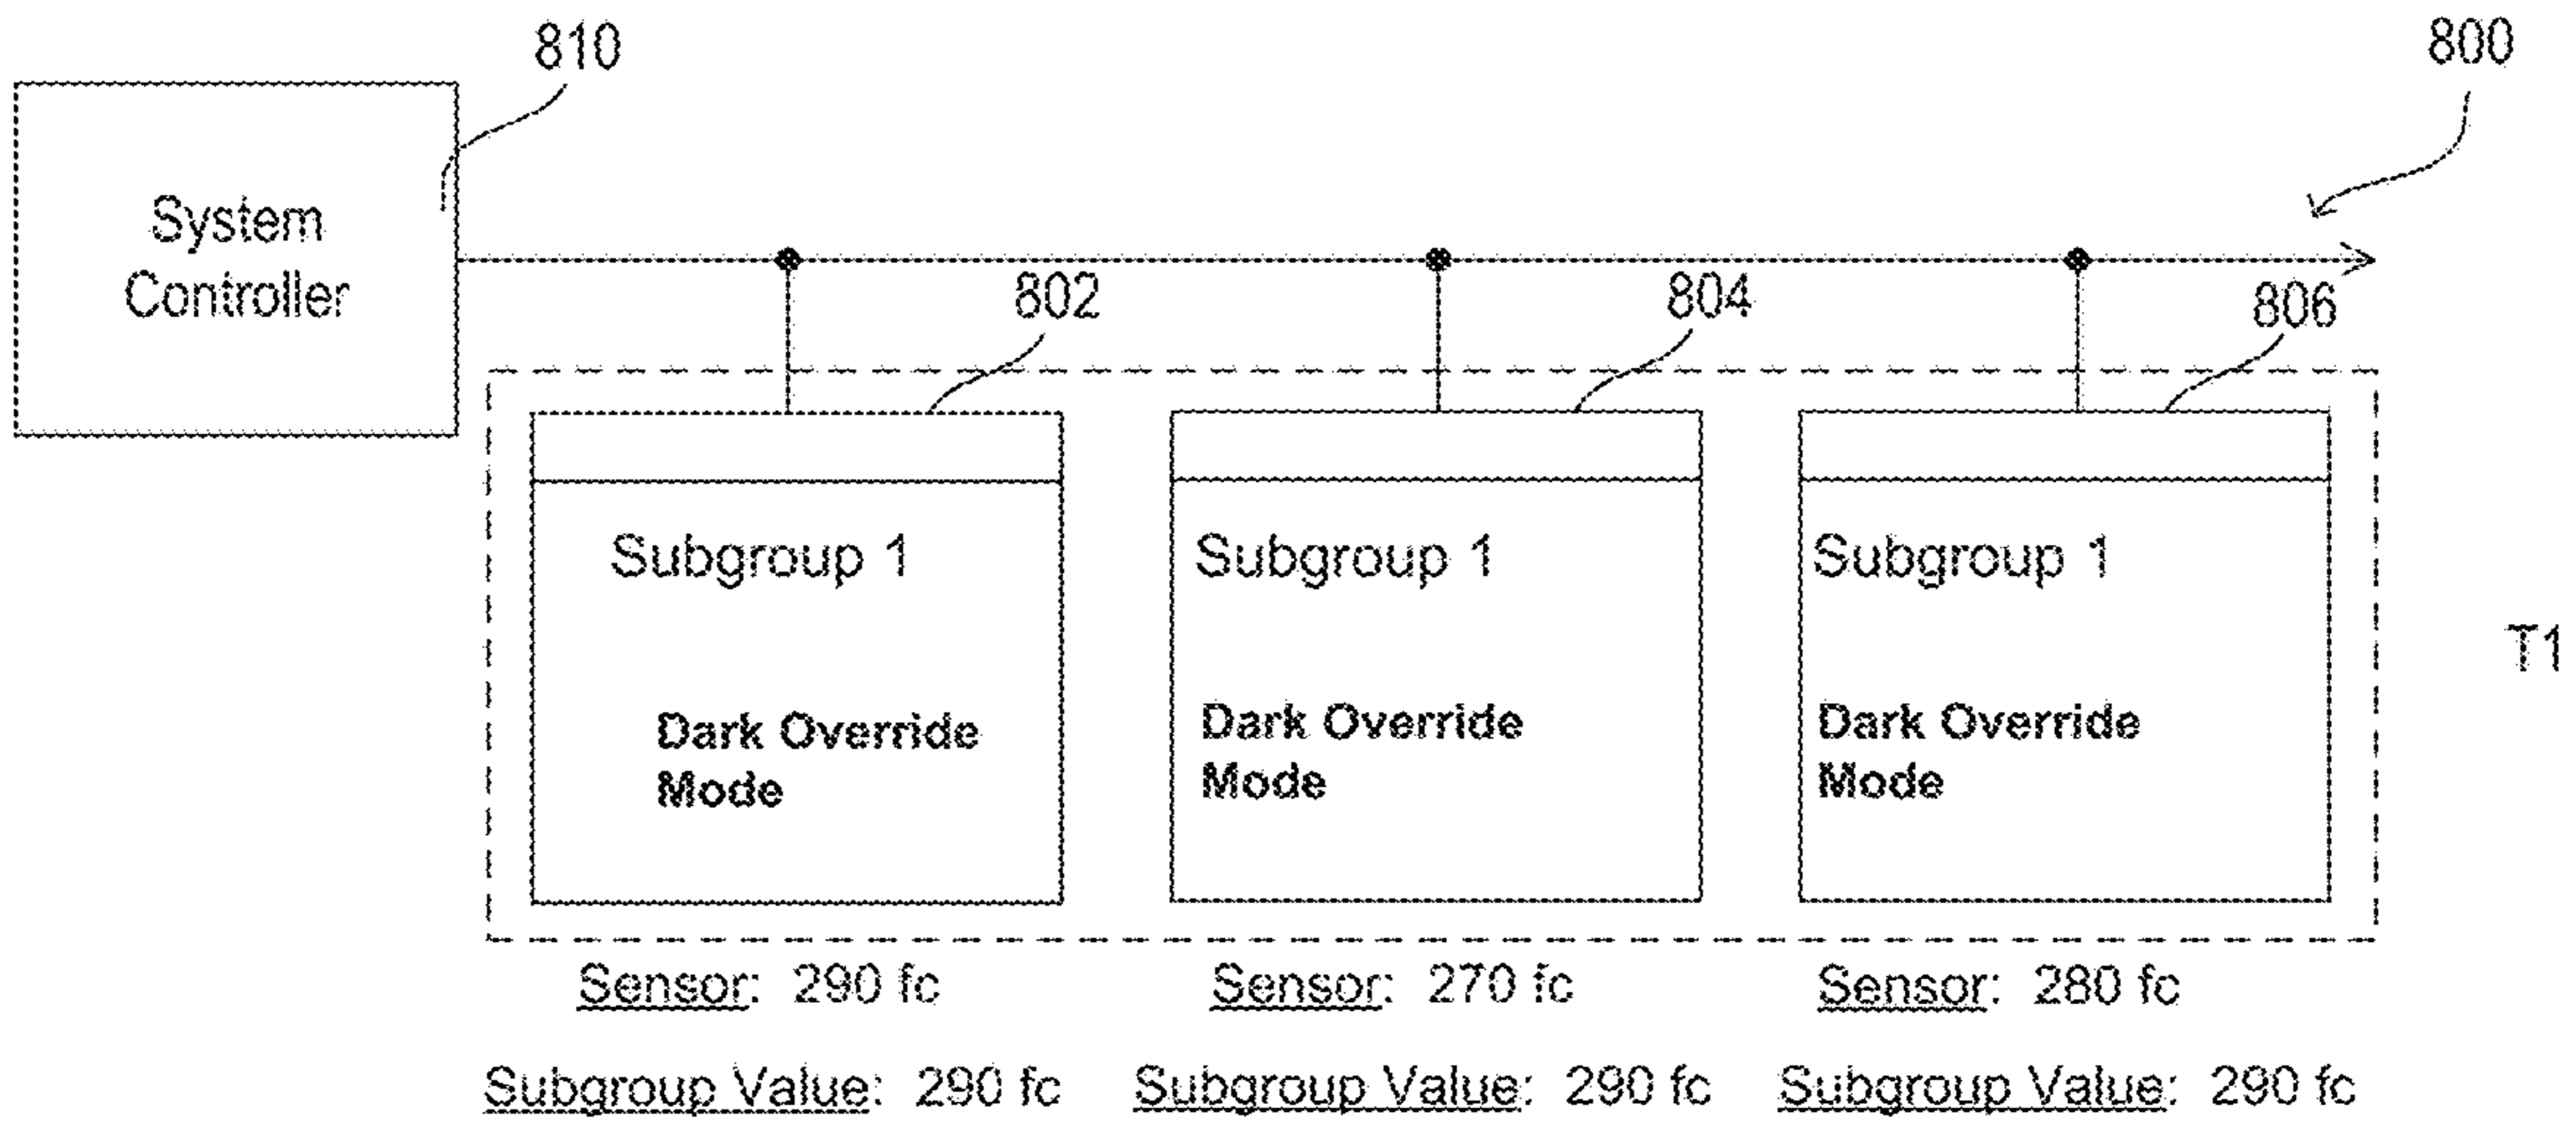 810
800
System
Controller
802
804
806
Subgroup 1
Subgroup 1
Subgroup 1
T1
Dark Override
Mode
Dark Override
Mode
Dark Override
Mode
Sensor: 290 fc
Sensor: 270 fc
Sensor: 280 fc
Subgroup Value: 290 fc
Subgroup Value: 290 fc
Subgroup Value: 290 fc